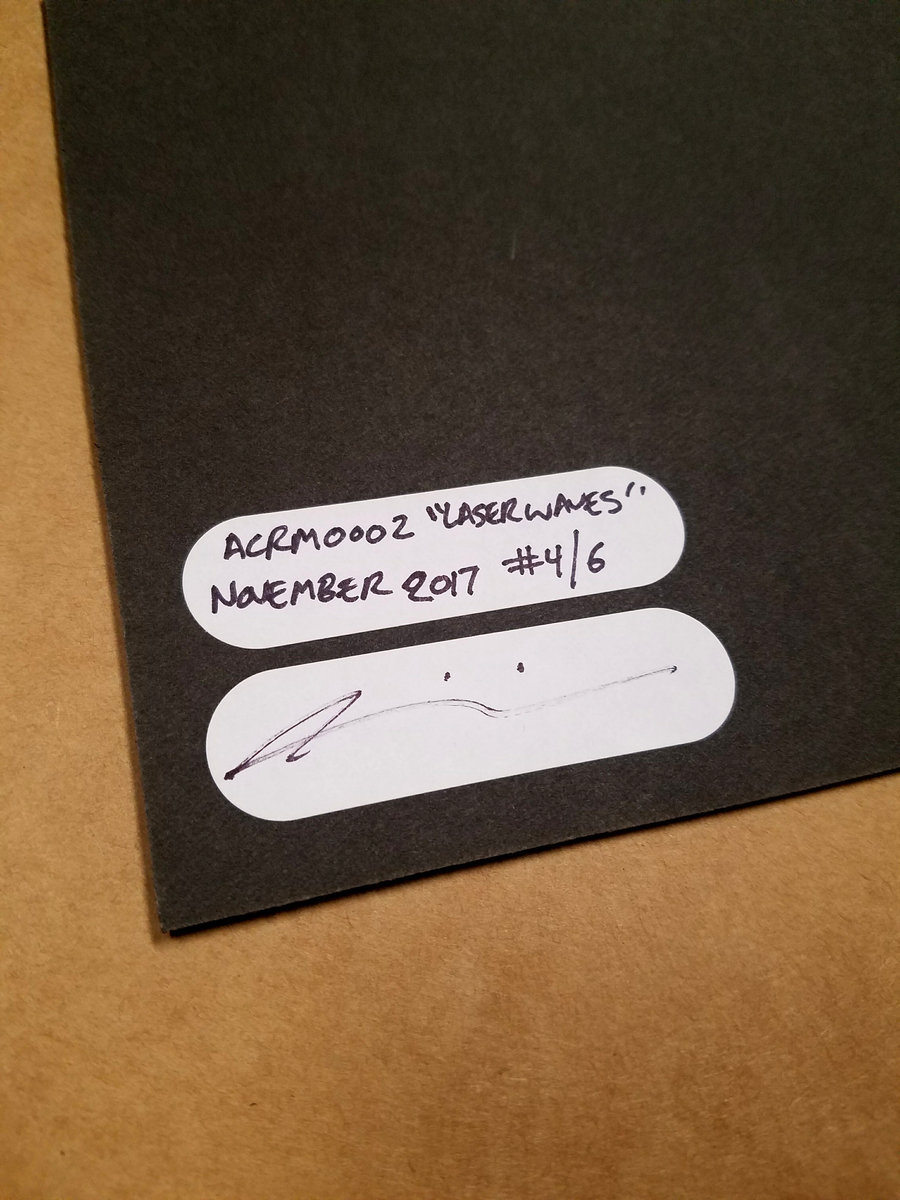 ACRM0002 "LASERWAVES"
NOVEMBER 2017 #4/6